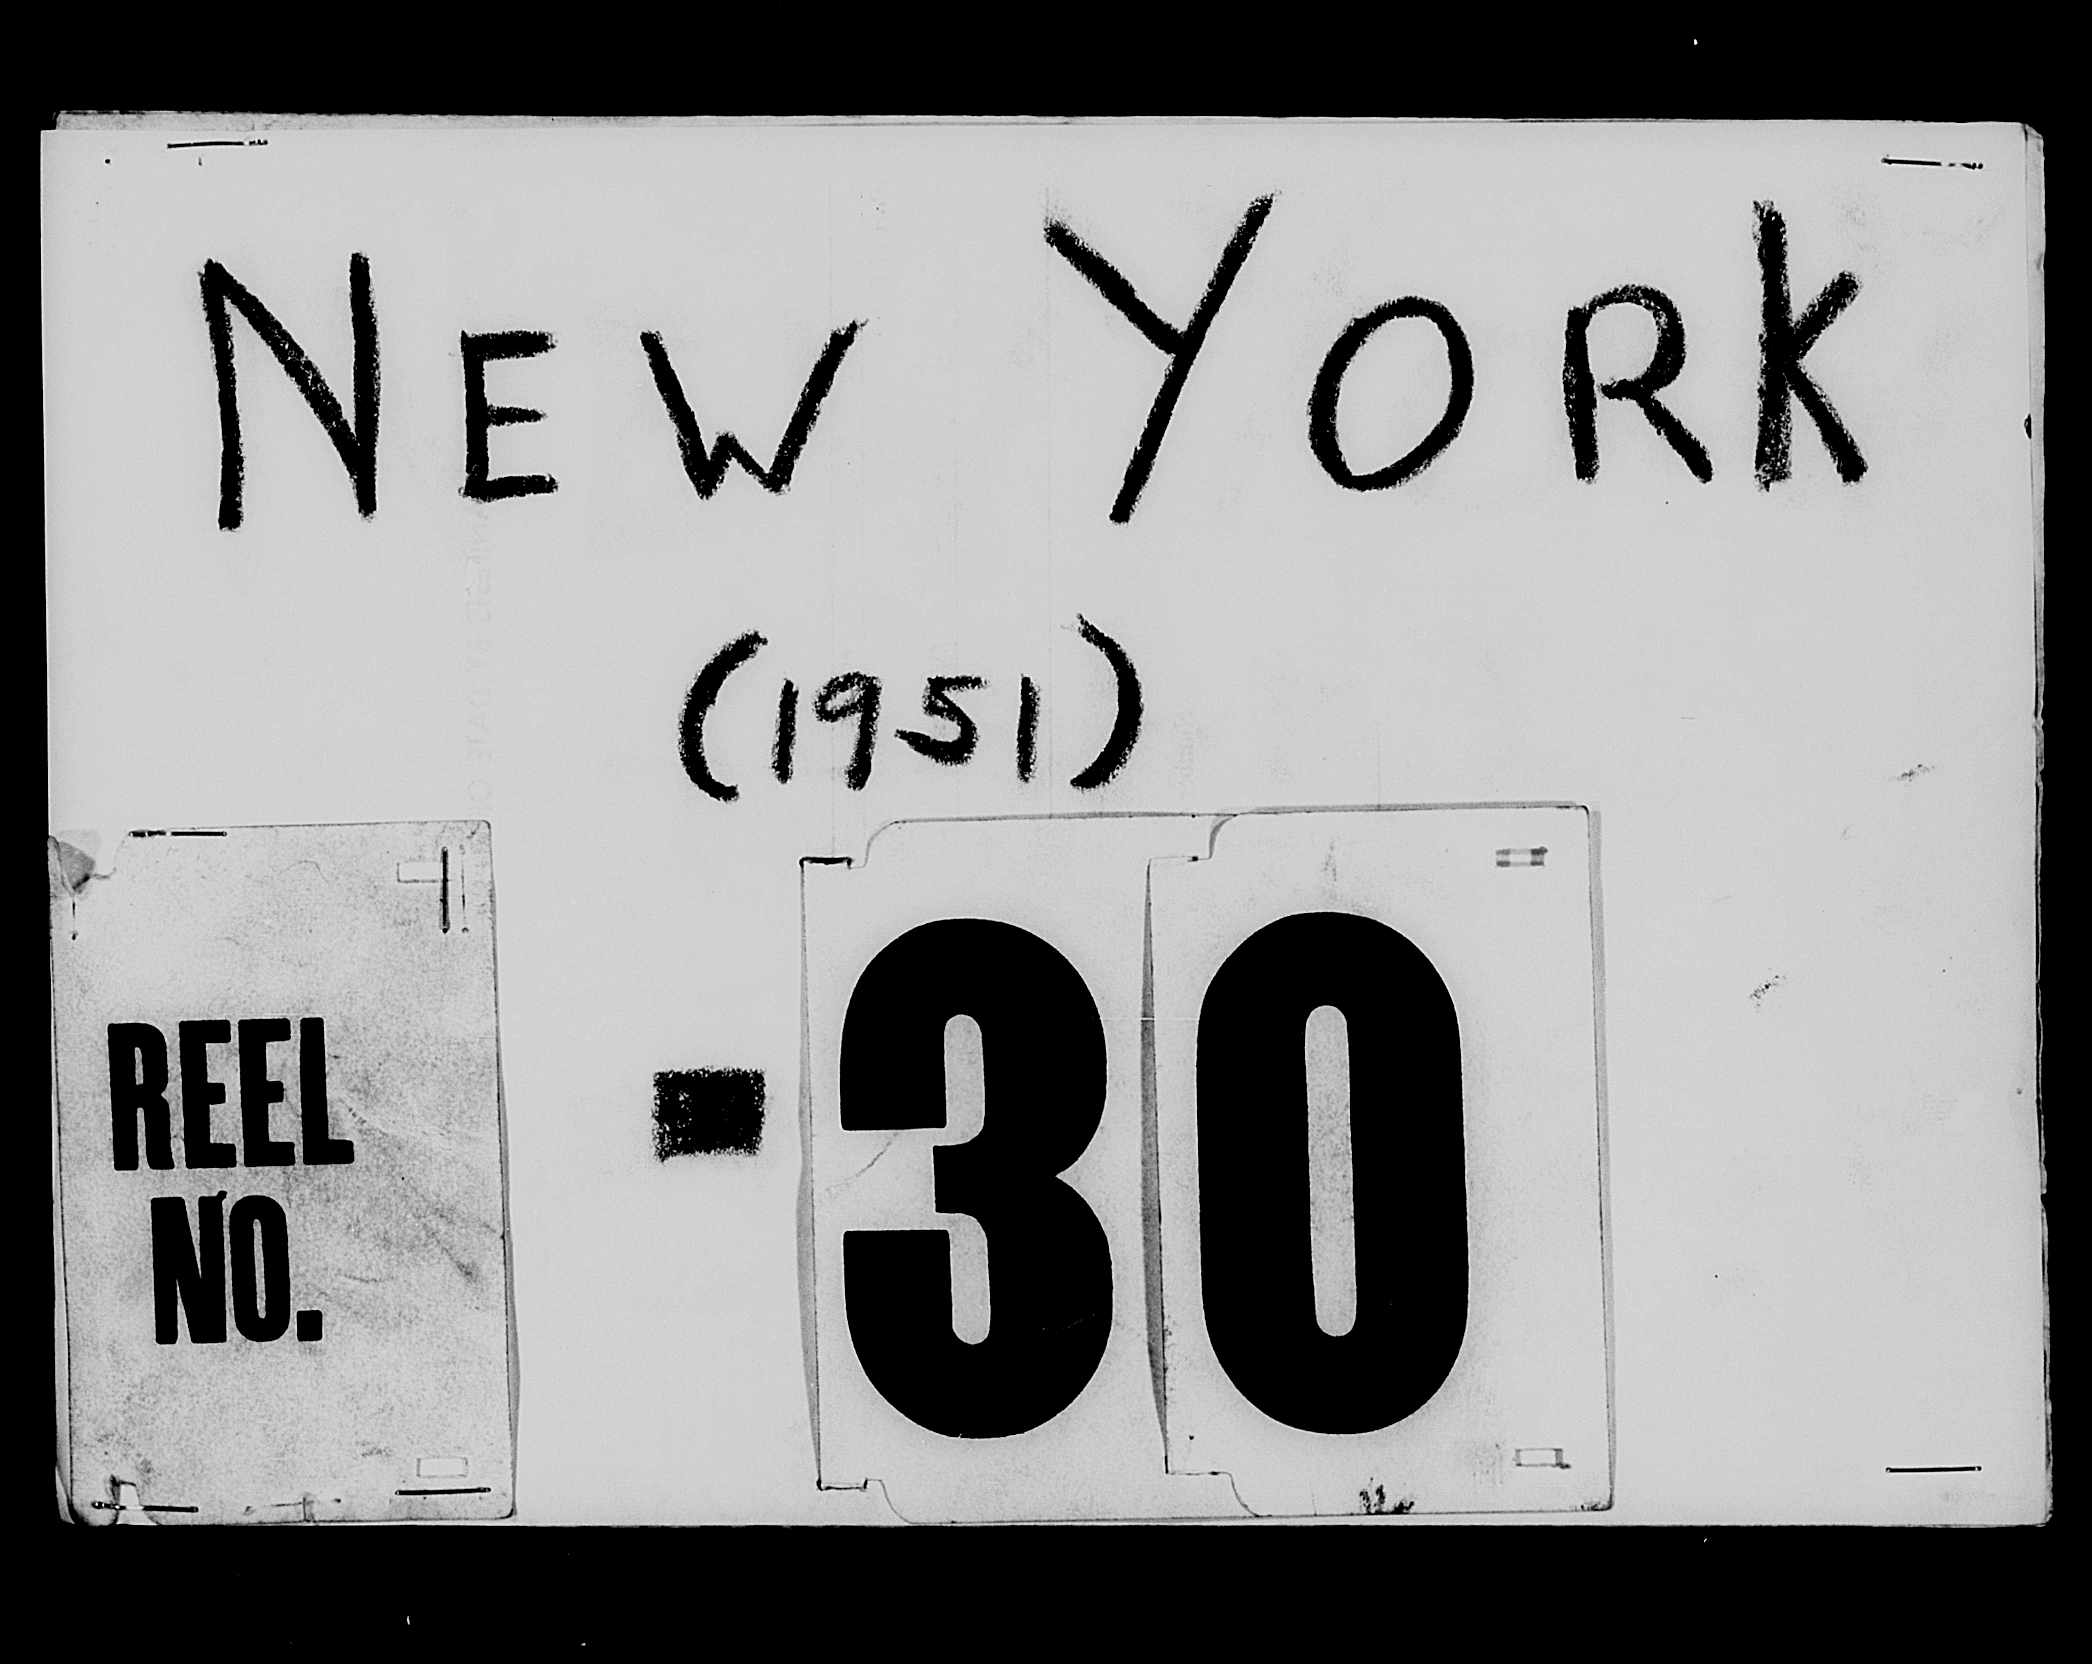 NEW YORK
(1951)
REEL
NO.
- 30